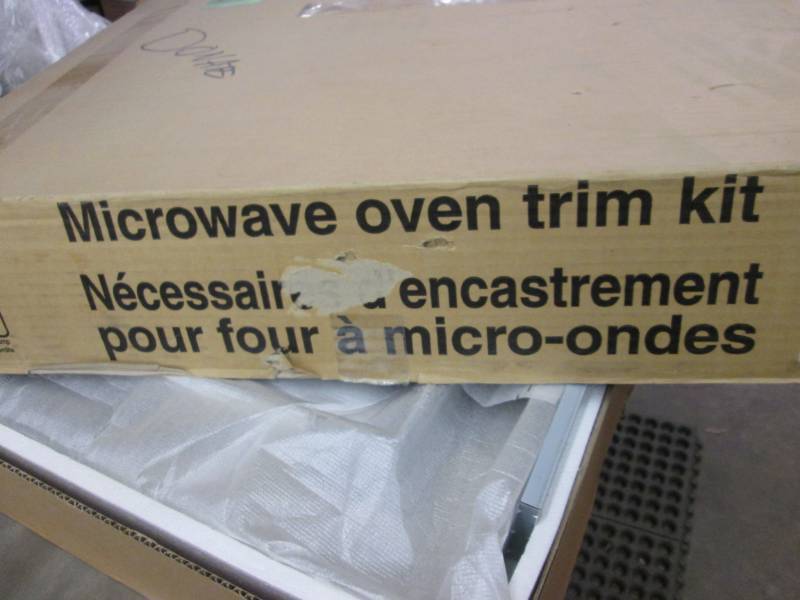 Microwave oven trim kit
Nécessair d'encastrement
pour four à micro-ondes